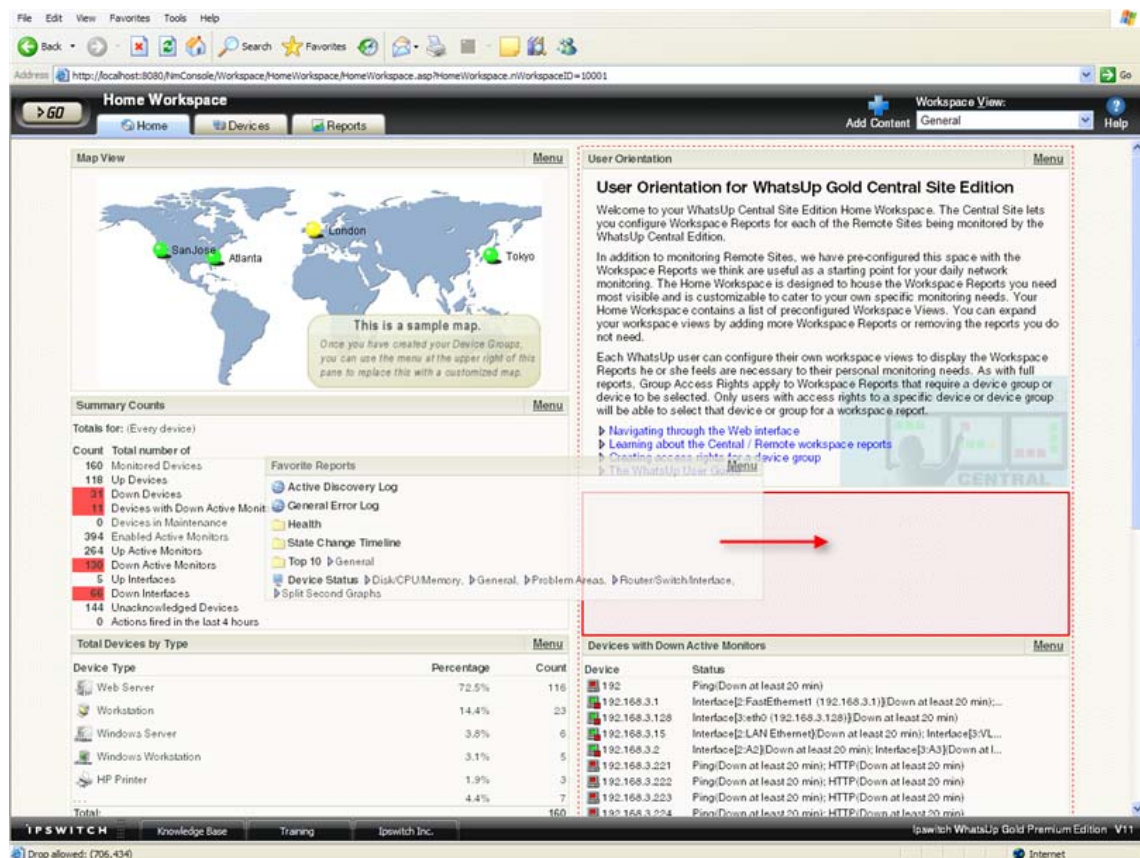 File Edit View Favorites Tools Help
Back Search Favorites
Address http://localhost:8080/NmConsole/Workspace/HomeWorkspace/HomeWorkspace.asp?HomeWorkspace.nWorkspaceID=10001 Go
GO Home Workspace Workspace View:
Home Devices Reports Add Content General Help
Map View Menu
SanJose Atlanta London Tokyo
This is a sample map.
Once you have created your Device Groups,
you can use the menu at the upper right of this
pane to replace this with a customized map.
Summary Counts Menu
Totals for: (Every device)
Count Total number of
160 Monitored Devices
118 Up Devices
31 Down Devices
11 Devices with Down Active Monit
0 Devices in Maintenance
394 Enabled Active Monitors
264 Up Active Monitors
130 Down Active Monitors
5 Up Interfaces
66 Down Interfaces
144 Unacknowledged Devices
0 Actions fired in the last 4 hours
Favorite Reports Menu
Active Discovery Log
General Error Log
Health
State Change Timeline
Top 10 General
Device Status Disk/CPU/Memory, General, Problem Areas, Router/Switch/Interface,
Split Second Graphs
Total Devices by Type Menu
Device Type Percentage Count
Web Server 72.5% 116
Workstation 14.4% 23
Windows Server 3.8% 6
Windows Workstation 3.1% 5
HP Printer 1.9% 3
... 4.4% 7
Total: 160
User Orientation Menu
User Orientation for WhatsUp Gold Central Site Edition
Welcome to your WhatsUp Central Site Edition Home Workspace. The Central Site lets
you configure Workspace Reports for each of the Remote Sites being monitored by the
WhatsUp Central Edition.
In addition to monitoring Remote Sites, we have pre-configured this space with the
Workspace Reports we think are useful as a starting point for your daily network
monitoring. The Home Workspace is designed to house the Workspace Reports you need
most visible and is customizable to cater to your own specific monitoring needs. Your
Home Workspace contains a list of preconfigured Workspace Views. You can expand
your workspace views by adding more Workspace Reports or removing the reports you do
not need.
Each WhatsUp user can configure their own workspace views to display the Workspace
Reports he or she feels are necessary to their personal monitoring needs. As with full
reports, Group Access Rights apply to Workspace Reports that require a device group or
device to be selected. Only users with access rights to a specific device or device group
will be able to select that device or group for a workspace report.
Navigating through the Web interface
Learning about the Central / Remote workspace reports
Creating access rights for a device group
The WhatsUp User Guide
CENTRAL
Devices with Down Active Monitors Menu
Device Status
192 Ping(Down at least 20 min)
192.168.3.1 Interface[2:FastEthernet1 (192.168.3.1)](Down at least 20 min);...
192.168.3.128 Interface[3:eth0 (192.168.3.128)](Down at least 20 min)
192.168.3.15 Interface[2:LAN Ethernet](Down at least 20 min); Interface[3:VL...
192.168.3.2 Interface[2:A2](Down at least 20 min); Interface[3:A3](Down at l...
192.168.3.221 Ping(Down at least 20 min); HTTP(Down at least 20 min)
192.168.3.222 Ping(Down at least 20 min); HTTP(Down at least 20 min)
192.168.3.223 Ping(Down at least 20 min); HTTP(Down at least 20 min)
192.168.3.224 Ping(Down at least 20 min); HTTP(Down at least 20 min)
IPSWITCH Knowledge Base Training Ipswitch Inc. Ipswitch WhatsUp Gold Premium Edition V11
Drop allowed: (706,434) Internet